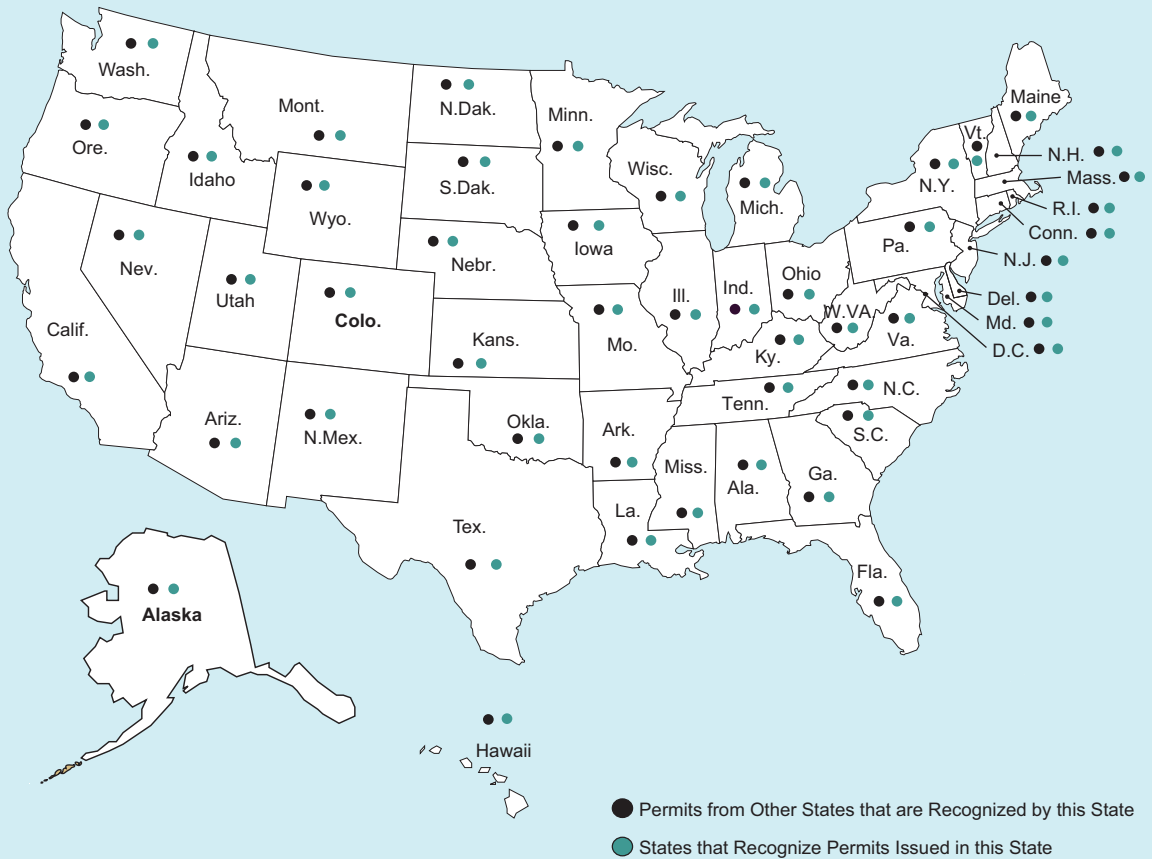 Wash.
Mont.
N.Dak.
Minn.
Maine
Ore.
Idaho
Wyo.
S.Dak.
Wisc.
Mich.
N.Y.
Vt.
N.H.
Mass.
R.I.
Conn.
N.J.
Nev.
Utah
Colo.
Nebr.
Iowa
Ill.
Ind.
Ohio
Pa.
Del.
Md.
D.C.
Calif.
Kans.
Mo.
Ky.
W.VA.
Va.
Ariz.
N.Mex.
Okla.
Ark.
Tenn.
N.C.
S.C.
Tex.
La.
Miss.
Ala.
Ga.
Fla.
Alaska
Hawaii
Permits from Other States that are Recognized by this State
States that Recognize Permits Issued in this State